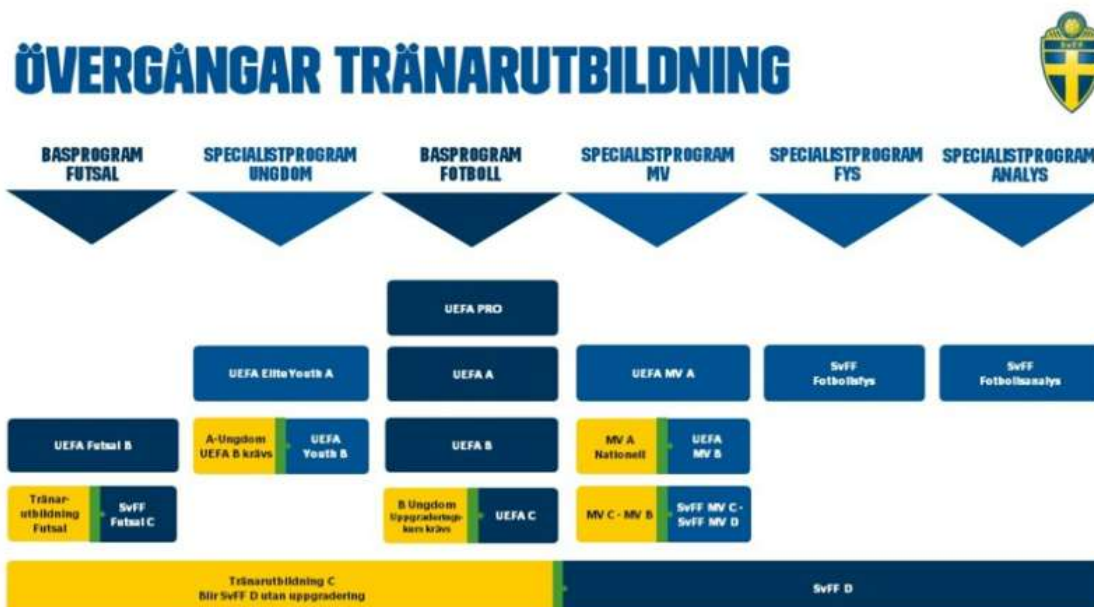 ÖVERGÅNGAR TRÄNARUTBILDNING
SvFF
BASPROGRAM
FUTSAL
SPECIALISTPROGRAM
UNGDOM
BASPROGRAM
FOTBOLL
SPECIALISTPROGRAM
MV
SPECIALISTPROGRAM
FYS
SPECIALISTPROGRAM
ANALYS
UEFA PRO
UEFA Elite Youth A
UEFA A
UEFA MV A
SvFF
Fotbollsfys
SvFF
Fotbollsanalys
UEFA Futsal B
A-Ungdom
UEFA B krävs
UEFA
Youth B
UEFA B
MV A
Nationell
UEFA
MV B
Tränar-
utbildning
Futsal
SvFF
Futsal C
B Ungdom
Uppgraderings-
kurs krävs
UEFA C
MV C - MV B
SvFF MV C -
SvFF MV D
Tränarutbildning C
Blir SvFF D utan uppgradering
SvFF D